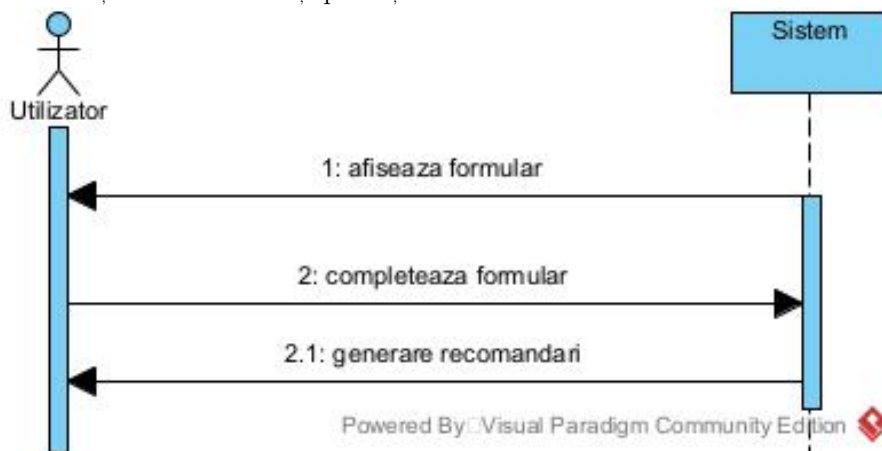 Sistem
Utilizator
1: afiseaza formular
2: completeaza formular
2.1: generare recomandari
Powered By Visual Paradigm Community Edition